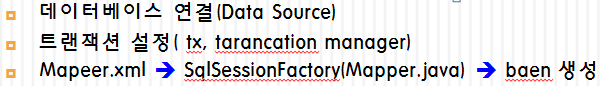 데이터베이스 연결(Data Source)
트랜잭션 설정( tx, tarancation manager)
Mapeer.xml ➔ SqlSessionFactory(Mapper.java) ➔ baen 생성